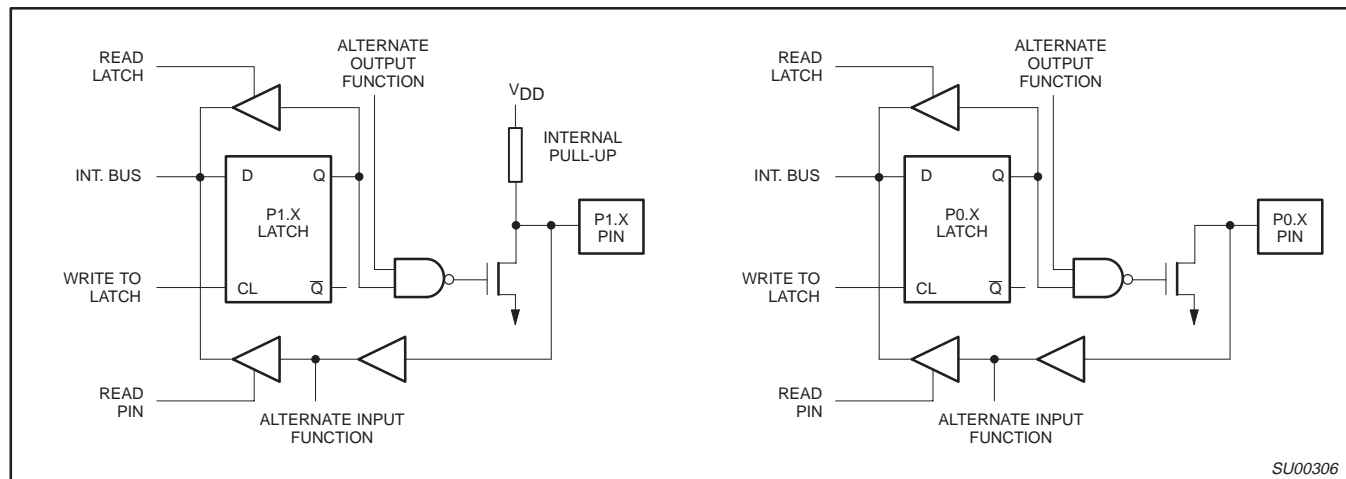 READ
LATCH
ALTERNATE
OUTPUT
FUNCTION
VDD
INTERNAL
PULL-UP
INT. BUS
D
Q
P1.X
LATCH
P1.X
PIN
WRITE TO
LATCH
CL
Q̅
READ
PIN
ALTERNATE INPUT
FUNCTION
READ
LATCH
ALTERNATE
OUTPUT
FUNCTION
INT. BUS
D
Q
P0.X
LATCH
P0.X
PIN
WRITE TO
LATCH
CL
Q̅
READ
PIN
ALTERNATE INPUT
FUNCTION
SU00306